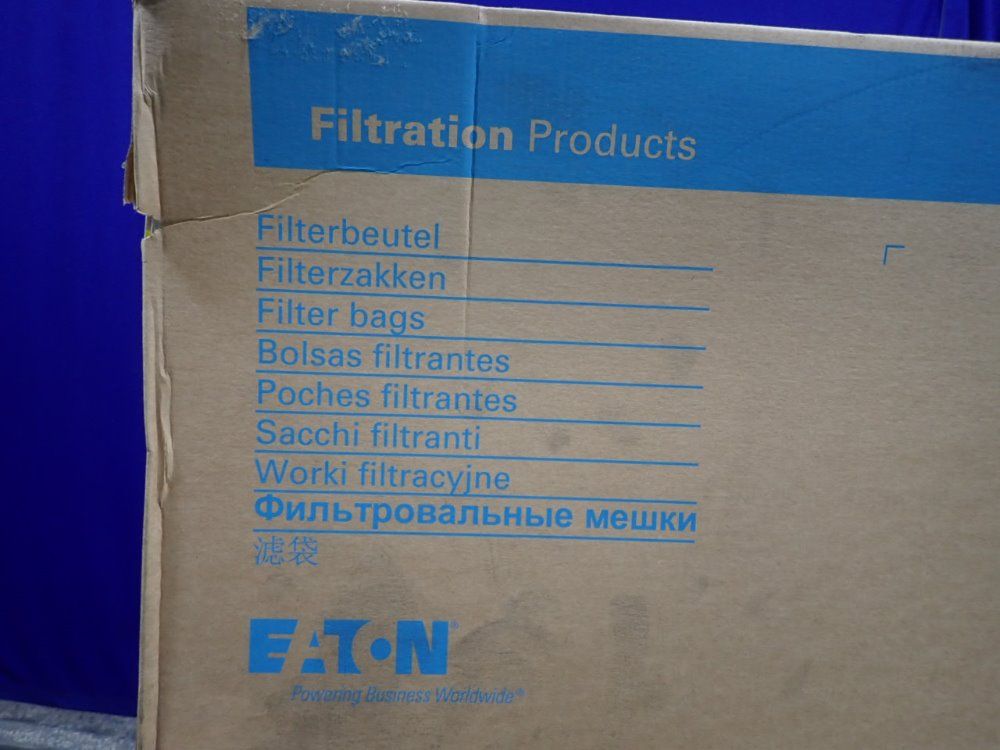 Filtration Products
Filterbeutel
Filterzakken
Filter bags
Bolsas filtrantes
Poches filtrantes
Sacchi filtranti
Worki filtracyjne
Фильтровальные мешки
滤袋
EATON®
Powering Business Worldwide®